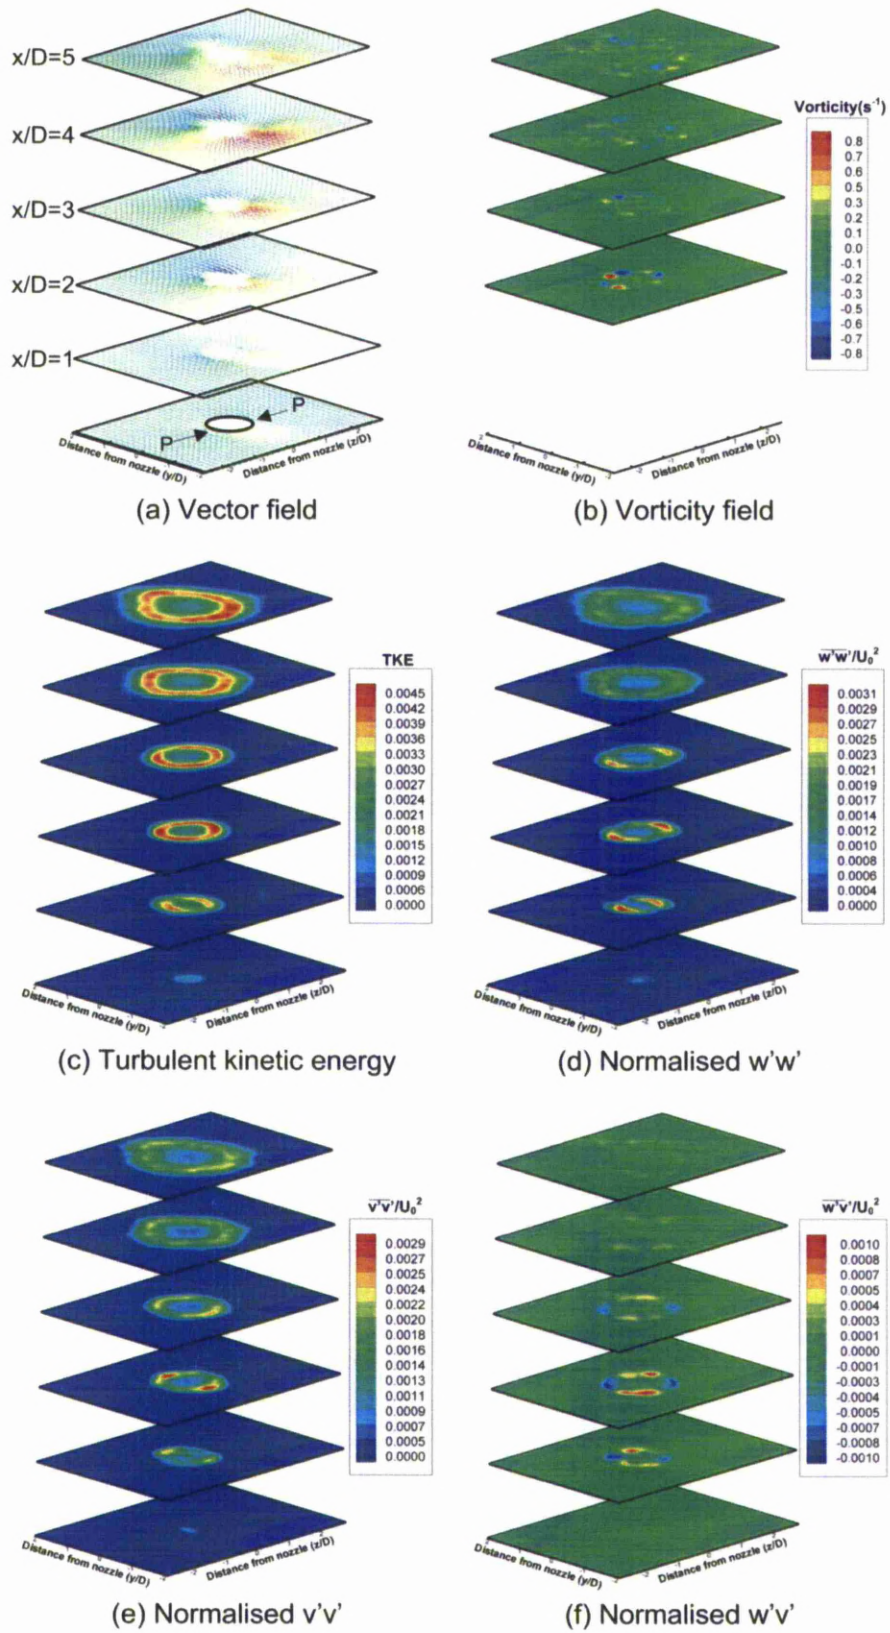 x/D=5
x/D=4
x/D=3
x/D=2
x/D=1
P
P
Distance from nozzle (y/D)
Distance from nozzle (z/D)
(a) Vector field
Vorticity(s⁻¹)
0.8
0.7
0.6
0.5
0.3
0.2
0.1
0.0
-0.1
-0.2
-0.3
-0.5
-0.6
-0.7
-0.8
Distance from nozzle (y/D)
Distance from nozzle (z/D)
(b) Vorticity field
TKE
0.0045
0.0042
0.0039
0.0036
0.0033
0.0030
0.0027
0.0024
0.0021
0.0018
0.0015
0.0012
0.0009
0.0006
0.0000
Distance from nozzle (y/D)
Distance from nozzle (z/D)
(c) Turbulent kinetic energy
w'w'/U₀²
0.0031
0.0029
0.0027
0.0025
0.0023
0.0021
0.0019
0.0017
0.0014
0.0012
0.0010
0.0008
0.0006
0.0004
0.0000
Distance from nozzle (y/D)
Distance from nozzle (z/D)
(d) Normalised w'w'
v'v'/U₀²
0.0029
0.0027
0.0025
0.0024
0.0022
0.0020
0.0018
0.0016
0.0014
0.0013
0.0011
0.0009
0.0007
0.0005
0.0000
Distance from nozzle (y/D)
Distance from nozzle (z/D)
(e) Normalised v'v'
w'v'/U₀²
0.0010
0.0008
0.0007
0.0005
0.0004
0.0003
0.0001
0.0000
-0.0001
-0.0003
-0.0004
-0.0005
-0.0007
-0.0008
-0.0010
Distance from nozzle (y/D)
Distance from nozzle (z/D)
(f) Normalised w'v'